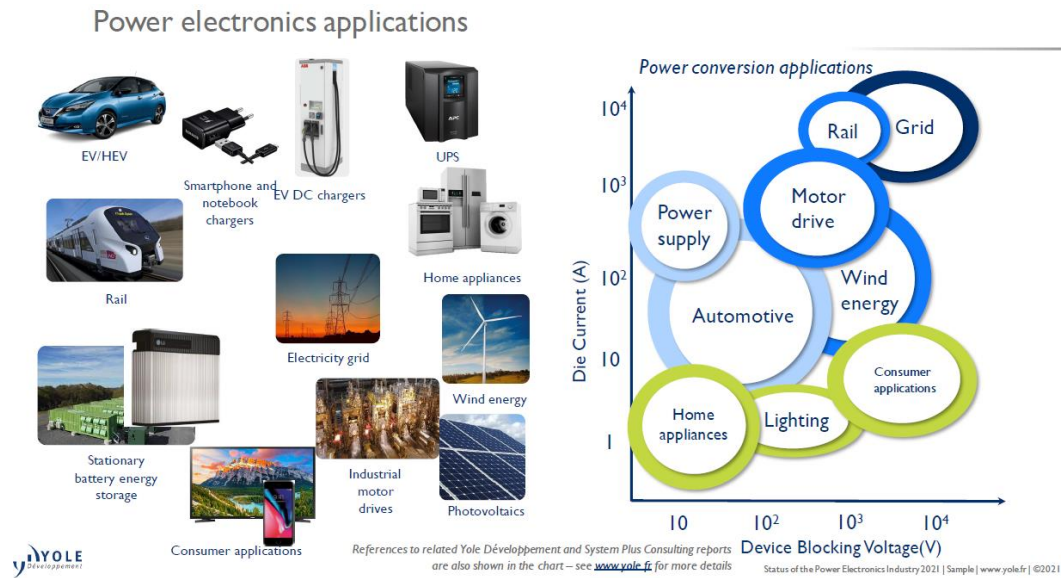 Power electronics applications
EV/HEV
Smartphone and
notebook
chargers
ABB
EV DC chargers
APC
UPS
Rail
Home appliances
Electricity grid
Wind energy
LG
Stationary
battery energy
storage
Industrial
motor
drives
Photovoltaics
Consumer applications
Power conversion applications
10⁴
10³
10²
10
1
Die Current (A)
Rail
Grid
Motor
drive
Power
supply
Wind
energy
Automotive
Consumer
applications
Home
appliances
Lighting
10
10²
10³
10⁴
Device Blocking Voltage(V)
YOLE
Développement
References to related Yole Développement and System Plus Consulting reports
are also shown in the chart – see www.yole.fr for more details
Status of the Power Electronics Industry 2021 | Sample | www.yole.fr | ©2021